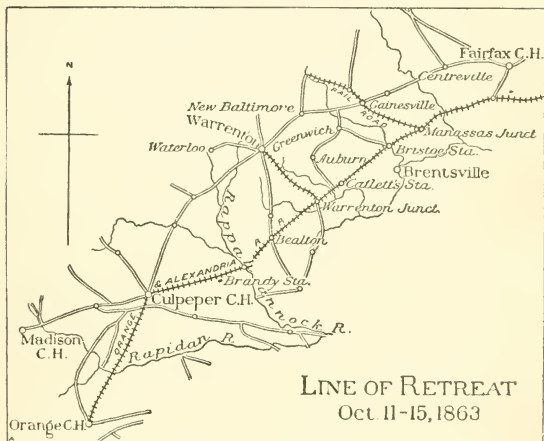 N
Fairfax C.H.
Centreville
RAIL ROAD
Gainesville
New Baltimore
Warrenton
Greenwich
Manassas Junct
Bristoe Sta.
Waterloo
Auburn
Brentsville
Catlett's Sta.
Warrenton Junct.
Rappahannock R.
Bealton
R. R.
& ALEXANDRIA
Brandy Sta.
Culpeper C.H.
ORANGE
Madison
C.H.
Rapidan R.
Orange C.H.
LINE OF RETREAT
Oct 11-15, 1863